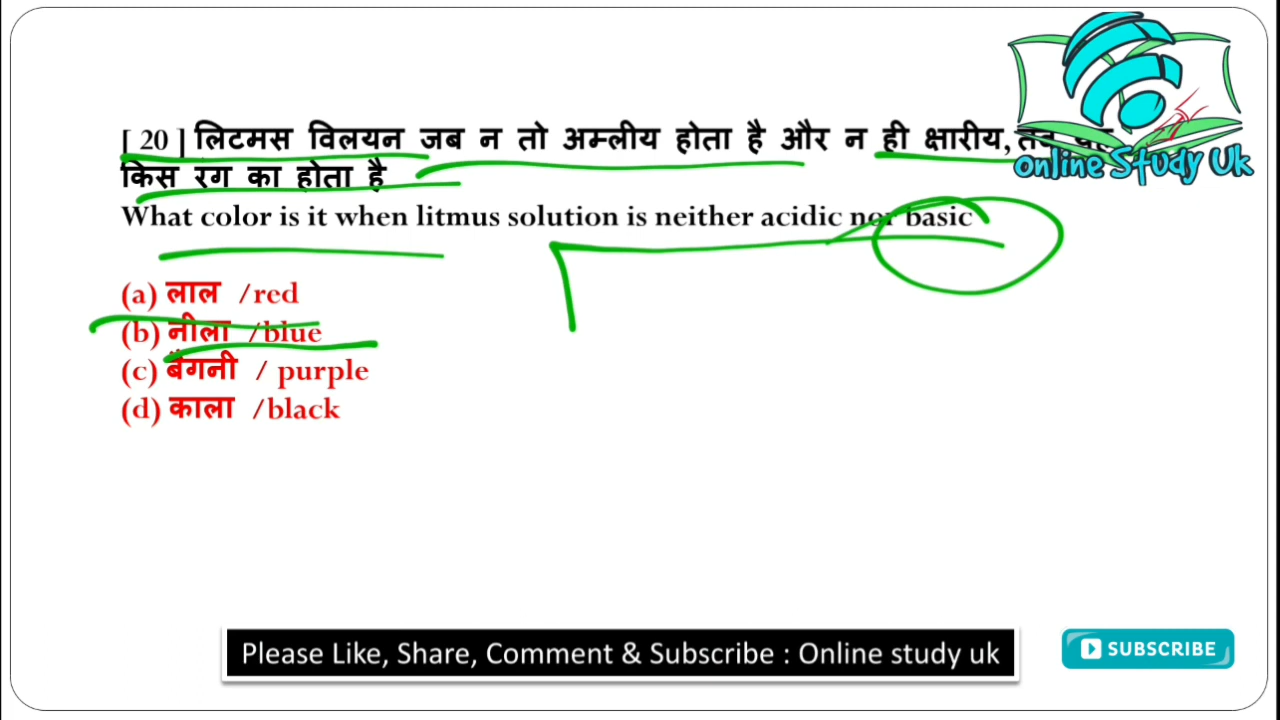 [ 20 ] लिटमस विलयन जब न तो अम्लीय होता है और न ही क्षारीय,
किस रंग का होता है
What color is it when litmus solution is neither acidic nor basic
(a) लाल /red
(b) नीला /blue
(c) बैंगनी / purple
(d) काला /black
online Study Uk
Please Like, Share, Comment & Subscribe : Online study uk
SUBSCRIBE